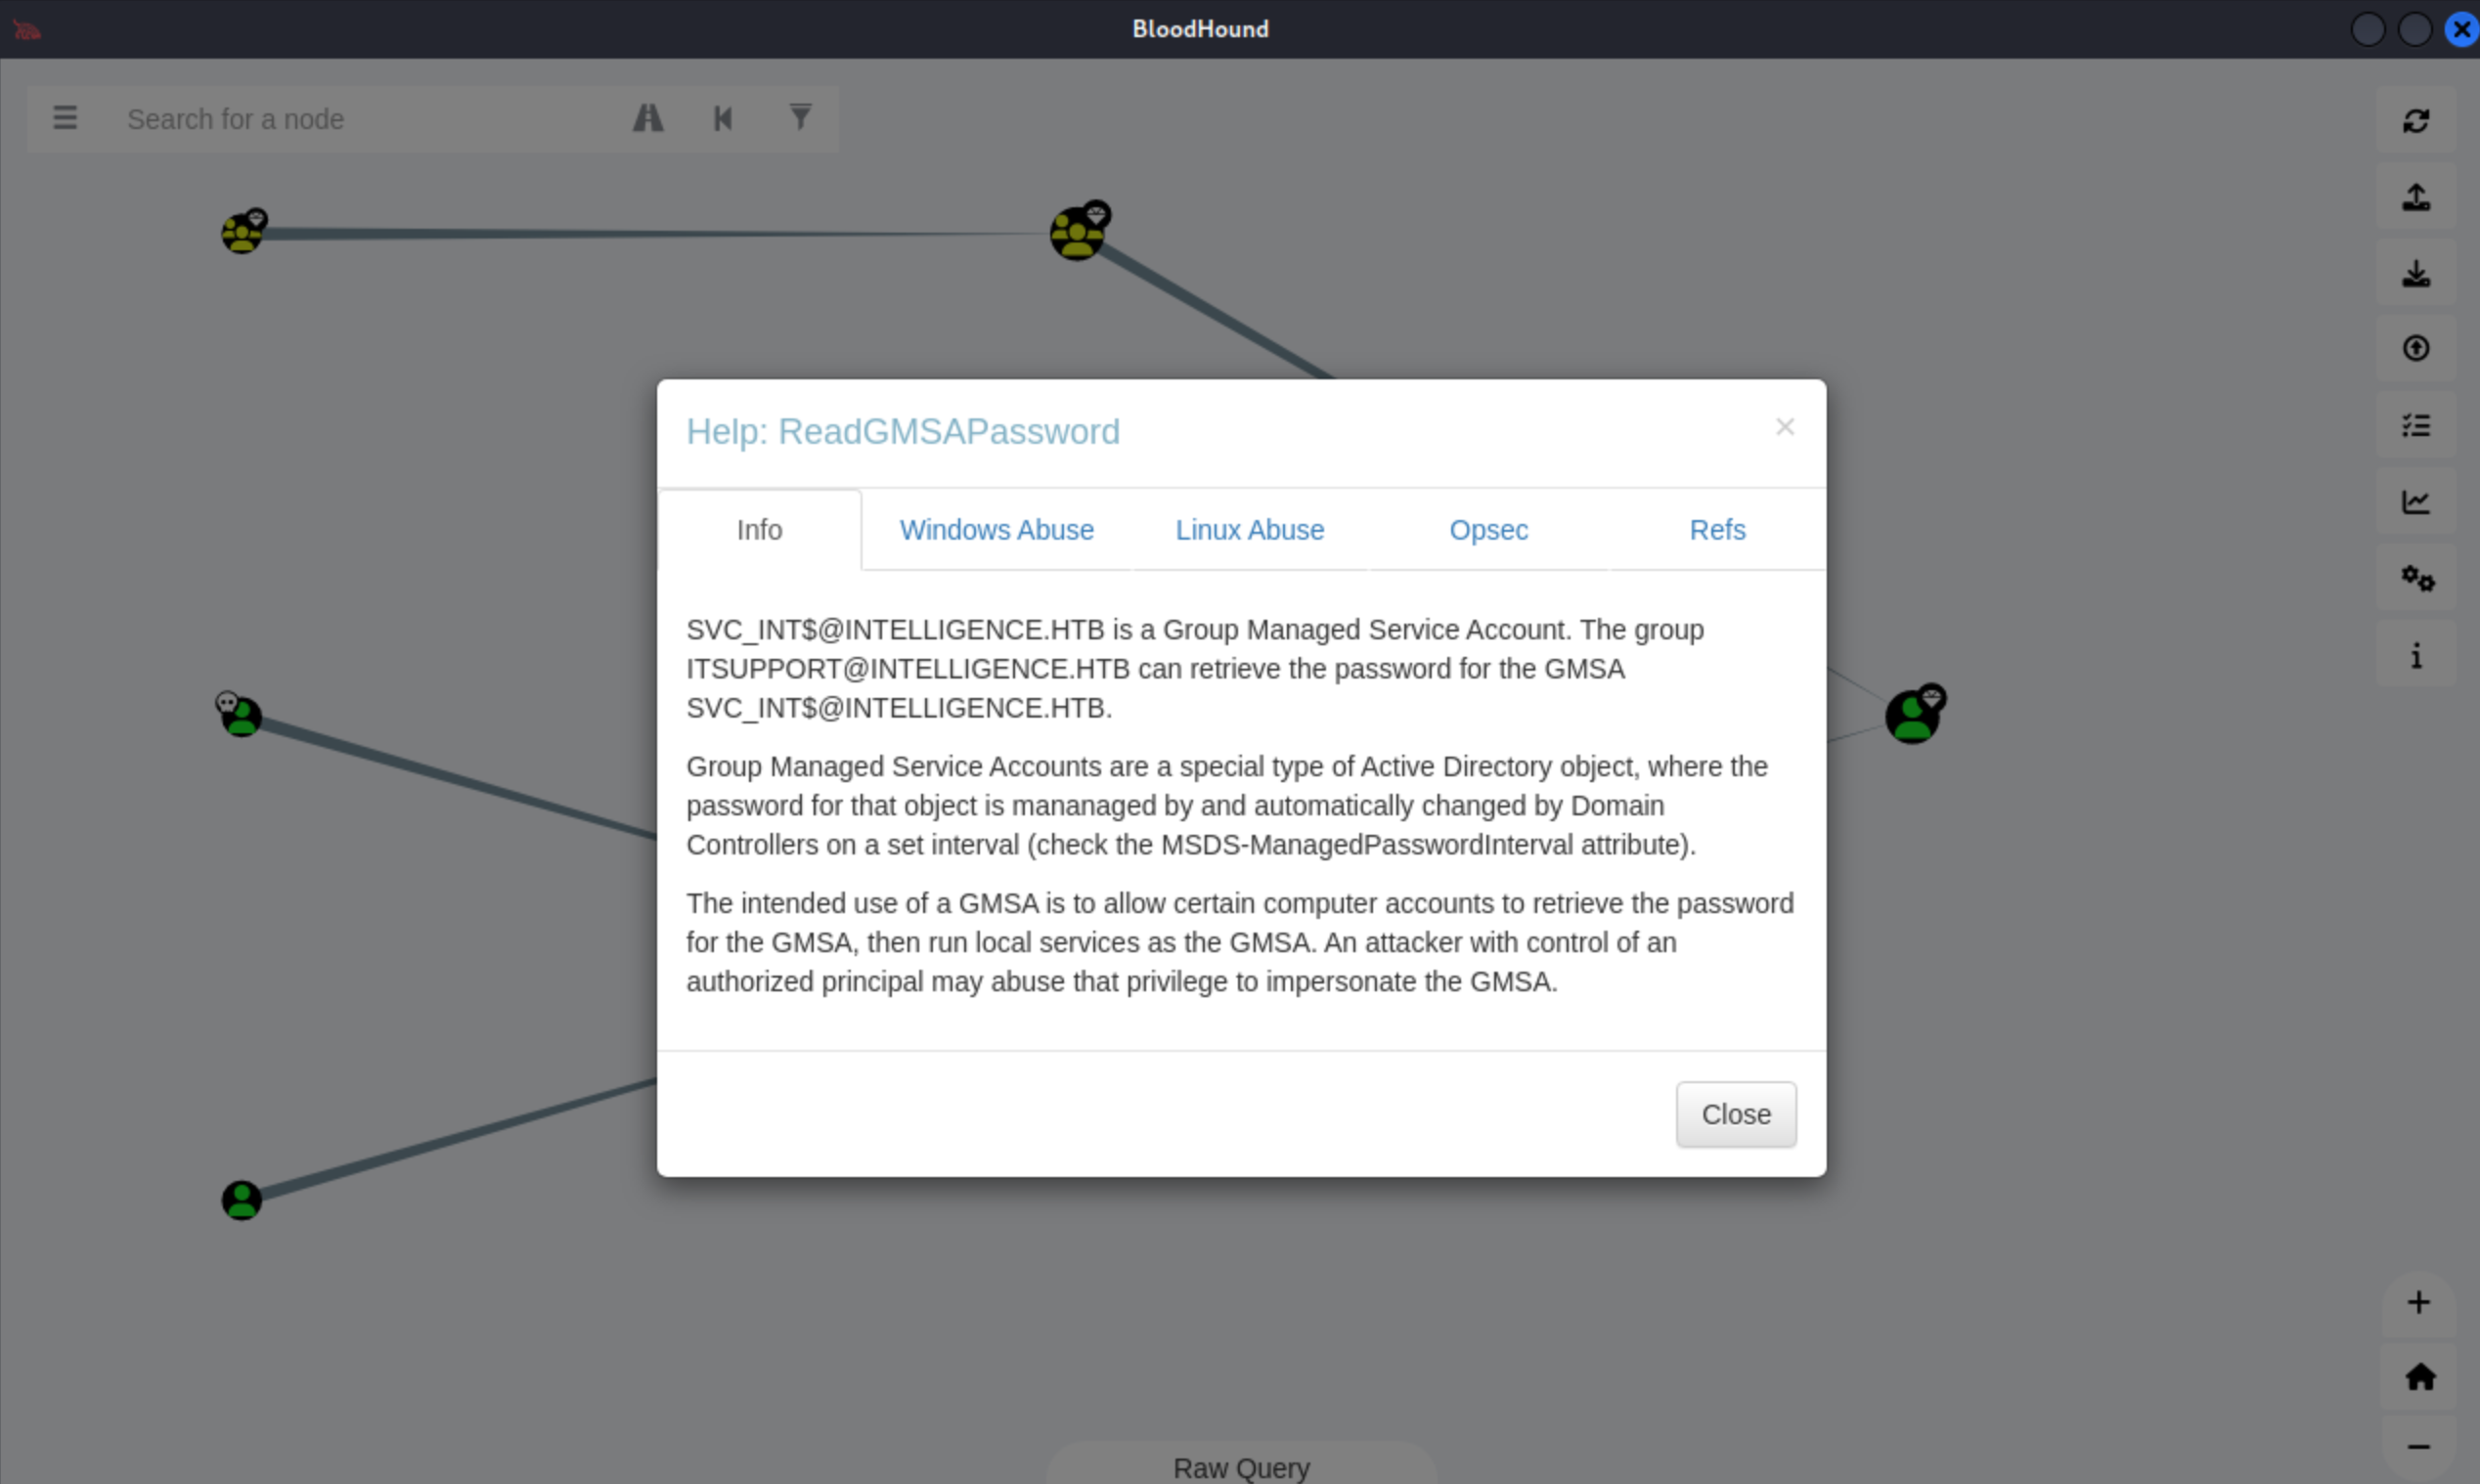 BloodHound
Search for a node
Help: ReadGMSAPassword
×
Info Windows Abuse Linux Abuse Opsec Refs
SVC_INT$@INTELLIGENCE.HTB is a Group Managed Service Account. The group
ITSUPPORT@INTELLIGENCE.HTB can retrieve the password for the GMSA
SVC_INT$@INTELLIGENCE.HTB.
Group Managed Service Accounts are a special type of Active Directory object, where the
password for that object is mananaged by and automatically changed by Domain
Controllers on a set interval (check the MSDS-ManagedPasswordInterval attribute).
The intended use of a GMSA is to allow certain computer accounts to retrieve the password
for the GMSA, then run local services as the GMSA. An attacker with control of an
authorized principal may abuse that privilege to impersonate the GMSA.
Close
Raw Query